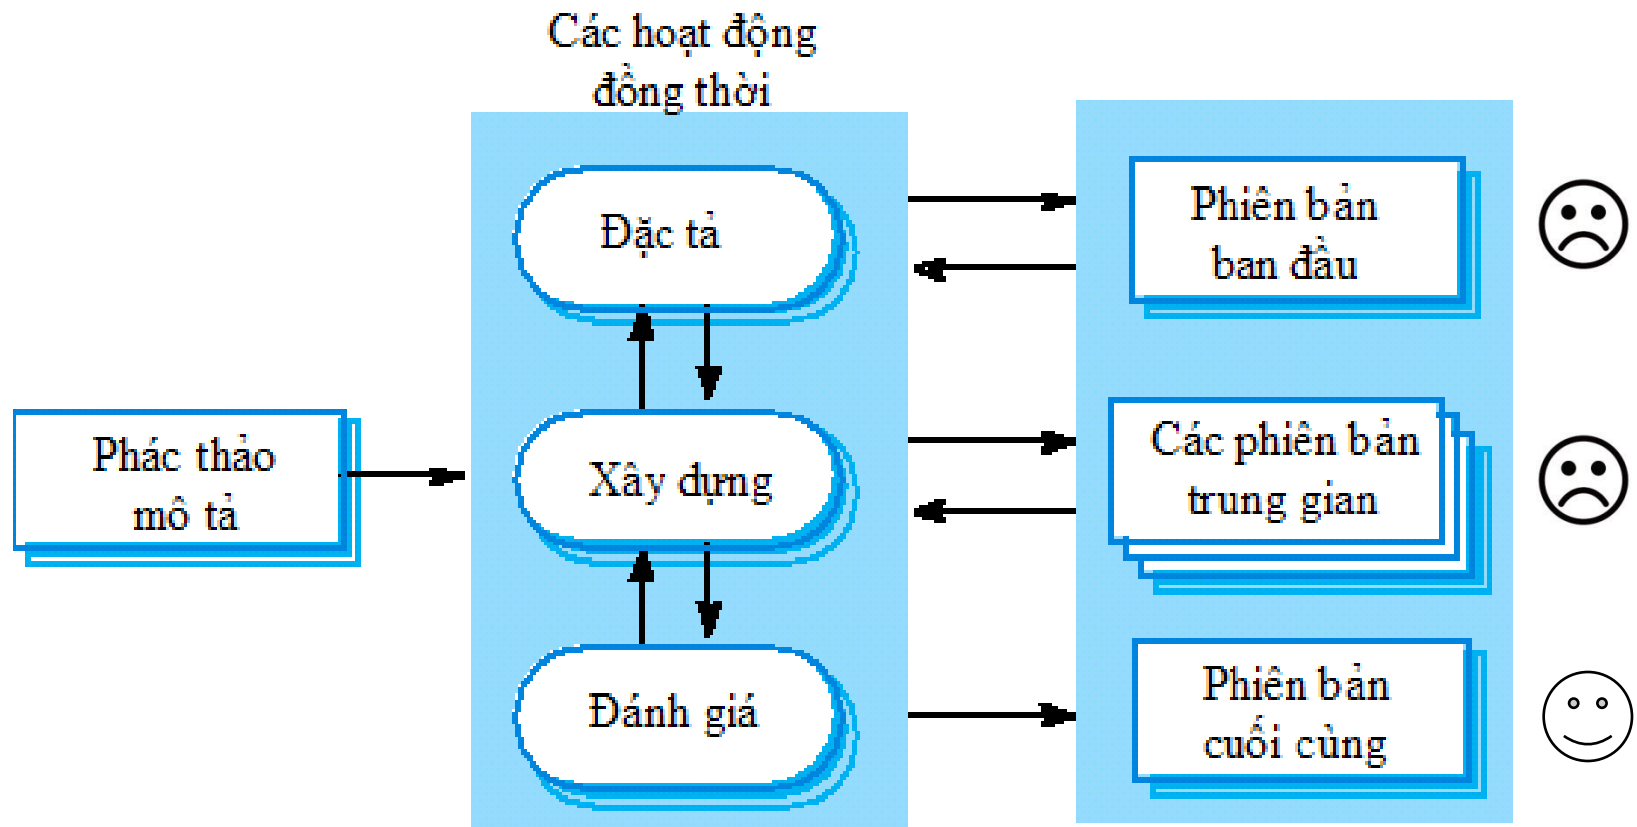 Các hoạt động
đồng thời
Phác thảo
mô tả
Đặc tả
Xây dựng
Đánh giá
Phiên bản
ban đầu
Các phiên bản
trung gian
Phiên bản
cuối cùng